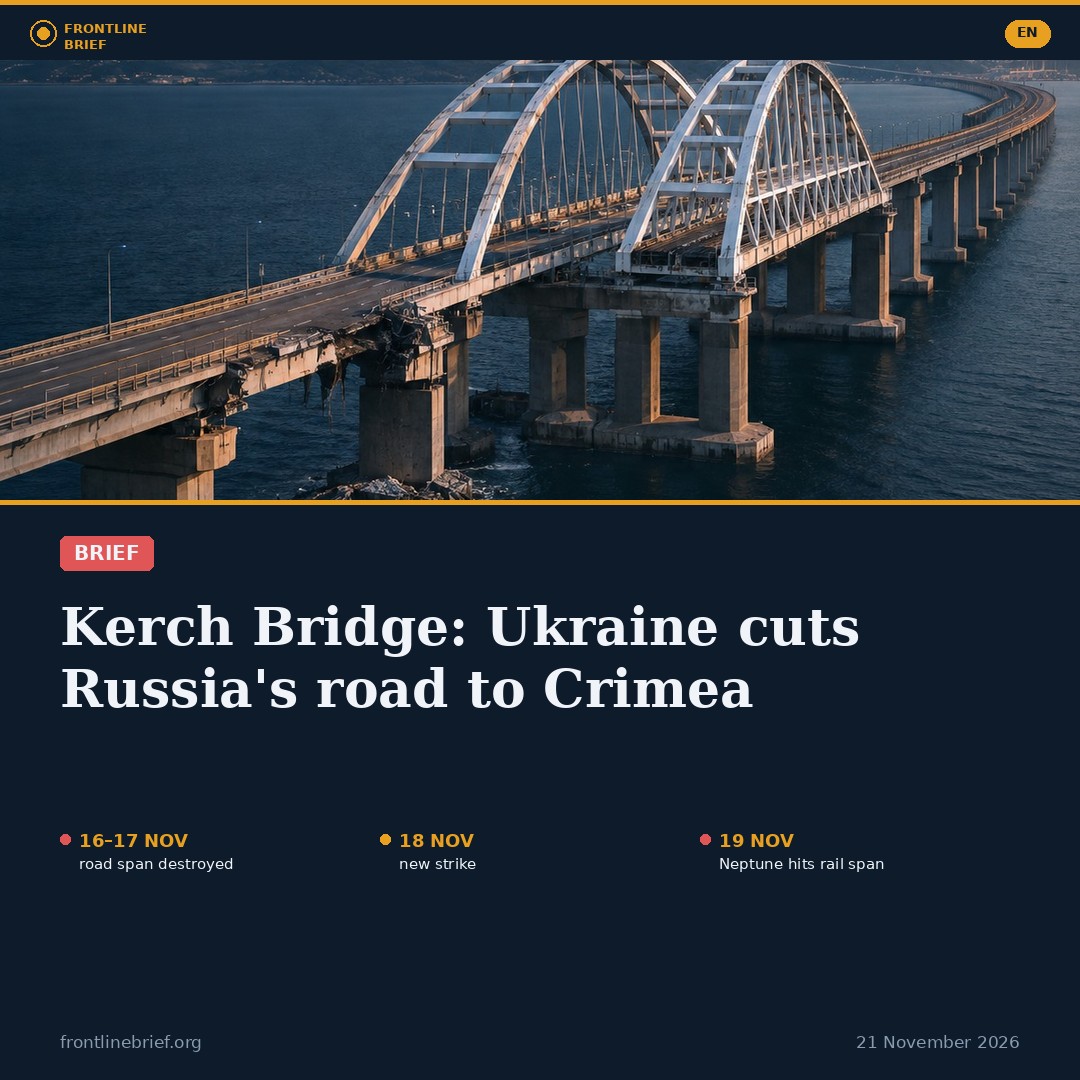 FRONTLINE
BRIEF
EN
BRIEF
Kerch Bridge: Ukraine cuts
Russia's road to Crimea
16–17 NOV
road span destroyed
18 NOV
new strike
19 NOV
Neptune hits rail span
frontlinebrief.org
21 November 2026